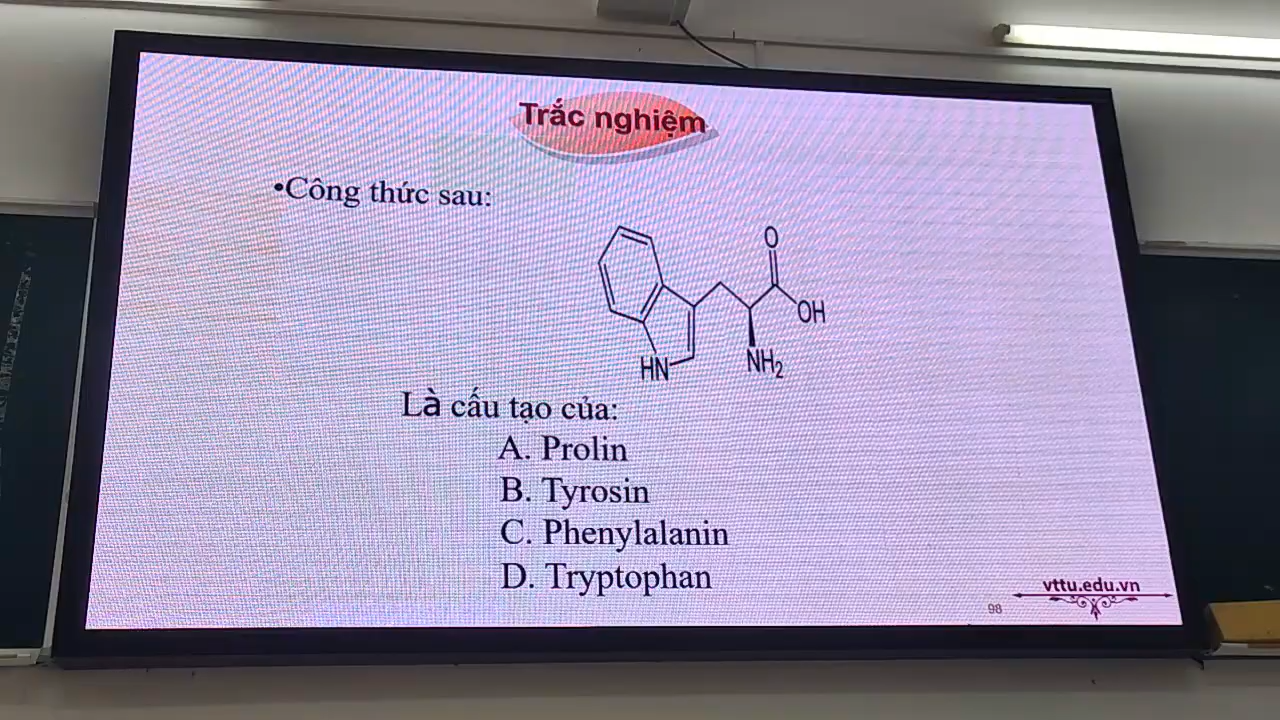 Trắc nghiệm
•Công thức sau:
O
OH
HN
NH₂
Là cấu tạo của:
A. Prolin
B. Tyrosin
C. Phenylalanin
D. Tryptophan
vttu.edu.vn
98